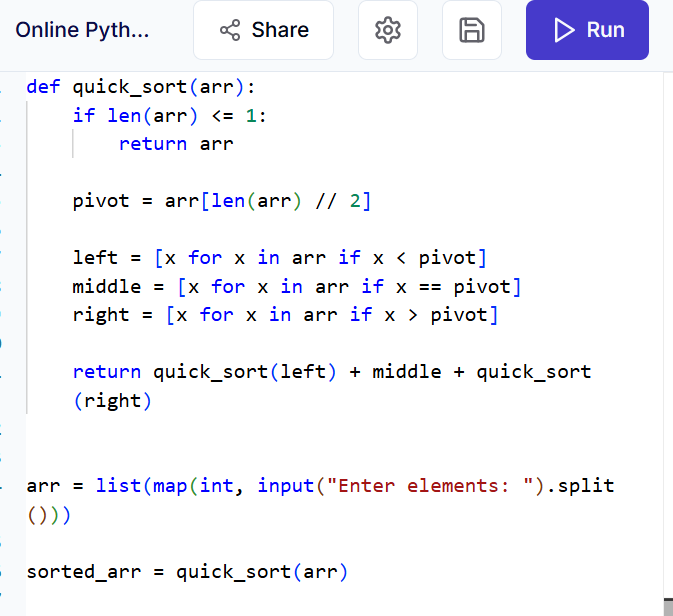 Online Pyth...
Share
Run
def quick_sort(arr):
    if len(arr) <= 1:
        return arr
    pivot = arr[len(arr) // 2]
    left = [x for x in arr if x < pivot]
    middle = [x for x in arr if x == pivot]
    right = [x for x in arr if x > pivot]
    return quick_sort(left) + middle + quick_sort
    (right)
arr = list(map(int, input("Enter elements: ").split
()))
sorted_arr = quick_sort(arr)